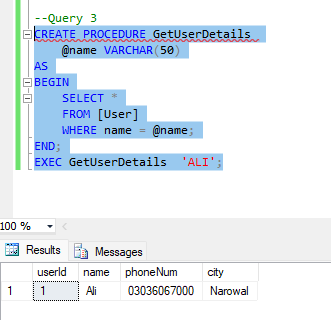 --Query 3
CREATE PROCEDURE GetUserDetails
@name VARCHAR(50)
AS
BEGIN
SELECT *
FROM [User]
WHERE name = @name;
END;
EXEC GetUserDetails 'ALI';
100 %
Results Messages
userId name phoneNum city
1 1 Ali 03036067000 Narowal